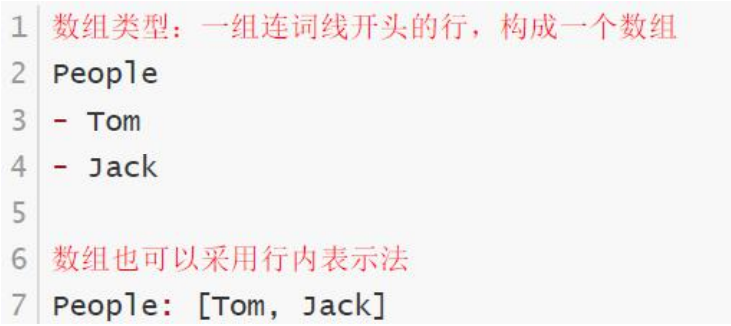 1 数组类型：一组连词线开头的行，构成一个数组
2 People
3 - Tom
4 - Jack
5
6 数组也可以采用行内表示法
7 People: [Tom, Jack]